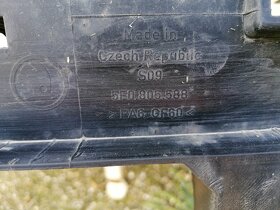 Made in
Czech Republic
S09
5E0 805 588
>PA6-GF60<